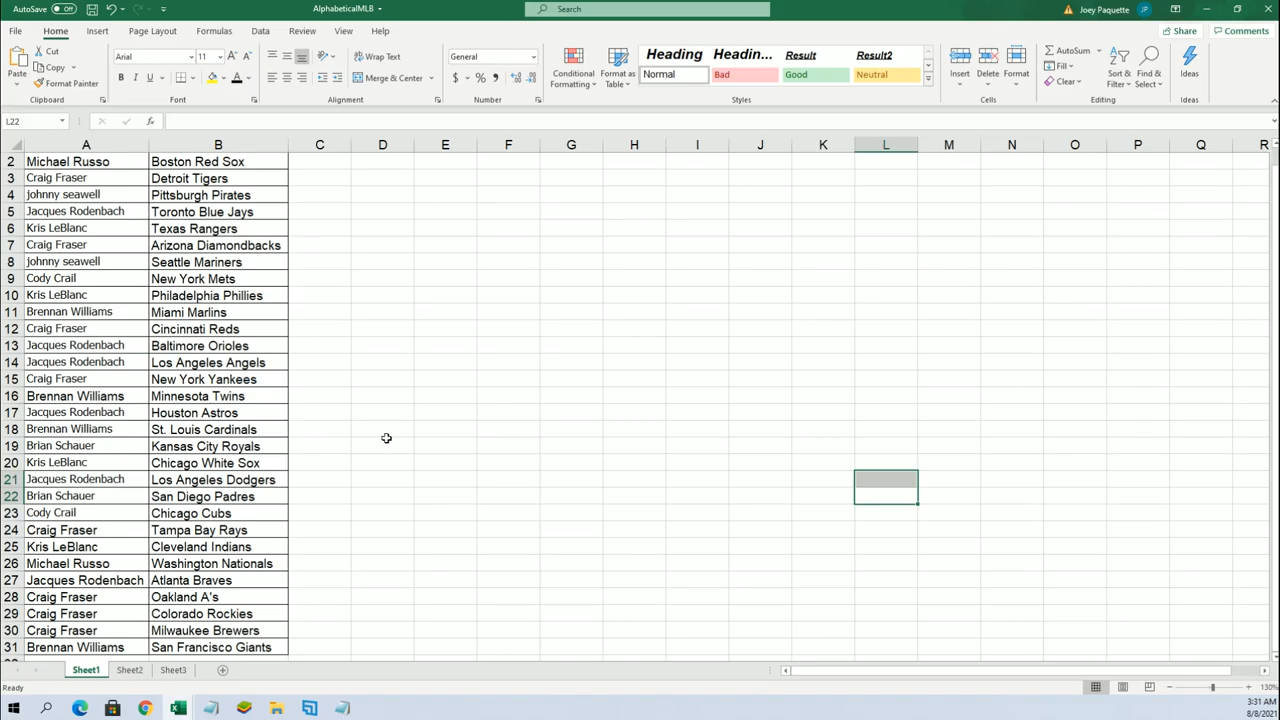 AutoSave Off AlphabeticalMLB Search Joey Paquette JP
File Home Insert Page Layout Formulas Data Review View Help Share Comments
Paste Cut Copy Format Painter Clipboard
Arial 11 A A B I U A Font
Wrap Text Merge & Center Alignment
General $ % Number
Conditional Formatting Format as Table Heading Headin... Result Result2
Normal Bad Good Neutral Styles
Insert Delete Format Cells
AutoSum Fill Clear Sort & Filter Find & Select Editing
Ideas Ideas
L22 fx
A B C D E F G H I J K L M N O P Q R
2 Michael Russo Boston Red Sox
3 Craig Fraser Detroit Tigers
4 johnny seawell Pittsburgh Pirates
5 Jacques Rodenbach Toronto Blue Jays
6 Kris LeBlanc Texas Rangers
7 Craig Fraser Arizona Diamondbacks
8 johnny seawell Seattle Mariners
9 Cody Crail New York Mets
10 Kris LeBlanc Philadelphia Phillies
11 Brennan Williams Miami Marlins
12 Craig Fraser Cincinnati Reds
13 Jacques Rodenbach Baltimore Orioles
14 Jacques Rodenbach Los Angeles Angels
15 Craig Fraser New York Yankees
16 Brennan Williams Minnesota Twins
17 Jacques Rodenbach Houston Astros
18 Brennan Williams St. Louis Cardinals
19 Brian Schauer Kansas City Royals
20 Kris LeBlanc Chicago White Sox
21 Jacques Rodenbach Los Angeles Dodgers
22 Brian Schauer San Diego Padres
23 Cody Crail Chicago Cubs
24 Craig Fraser Tampa Bay Rays
25 Kris LeBlanc Cleveland Indians
26 Michael Russo Washington Nationals
27 Jacques Rodenbach Atlanta Braves
28 Craig Fraser Oakland A's
29 Craig Fraser Colorado Rockies
30 Craig Fraser Milwaukee Brewers
31 Brennan Williams San Francisco Giants
Sheet1 Sheet2 Sheet3
Ready 130%
3:31 AM
8/8/2021